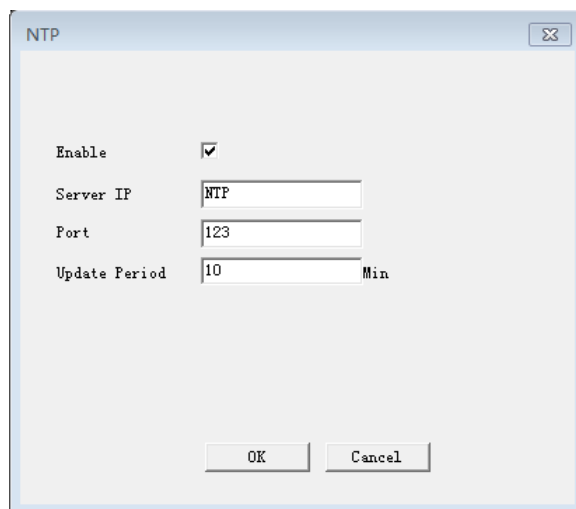 NTP
Enable
Server IP NTP
Port 123
Update Period 10 Min
OK Cancel